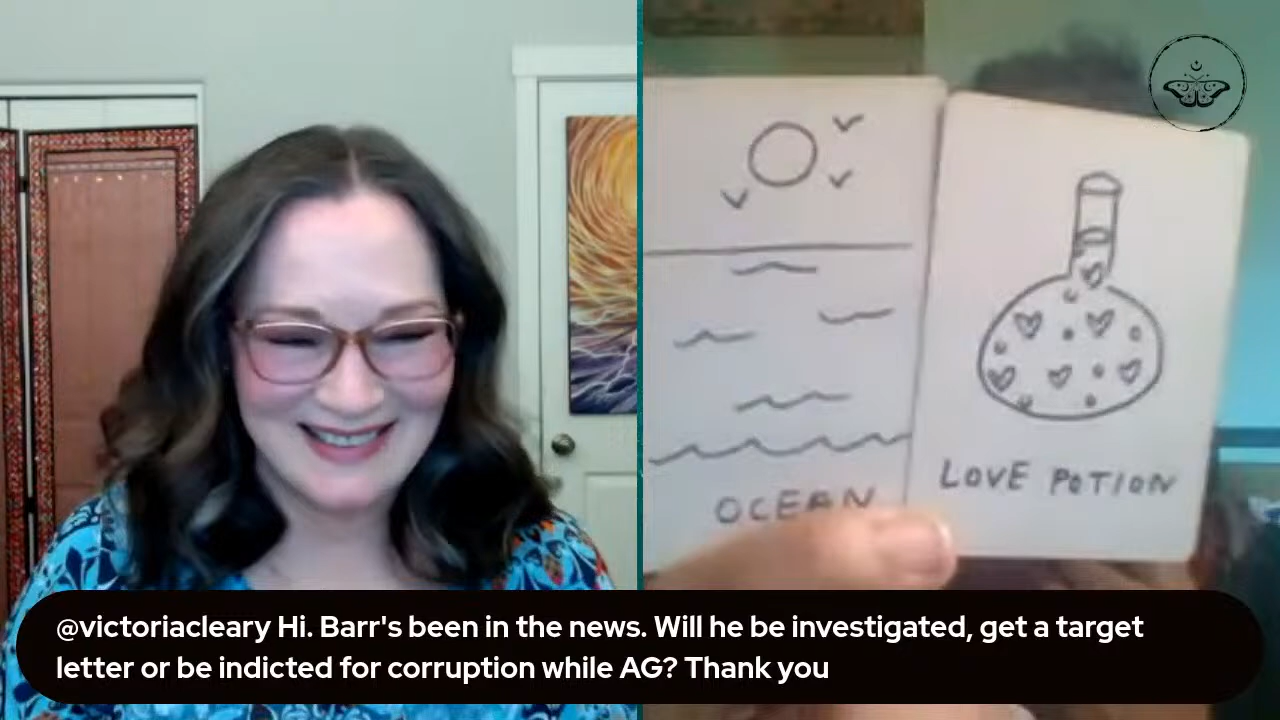 OCEAN
LOVE POTION
@victoriacleary Hi. Barr's been in the news. Will he be investigated, get a target
letter or be indicted for corruption while AG? Thank you